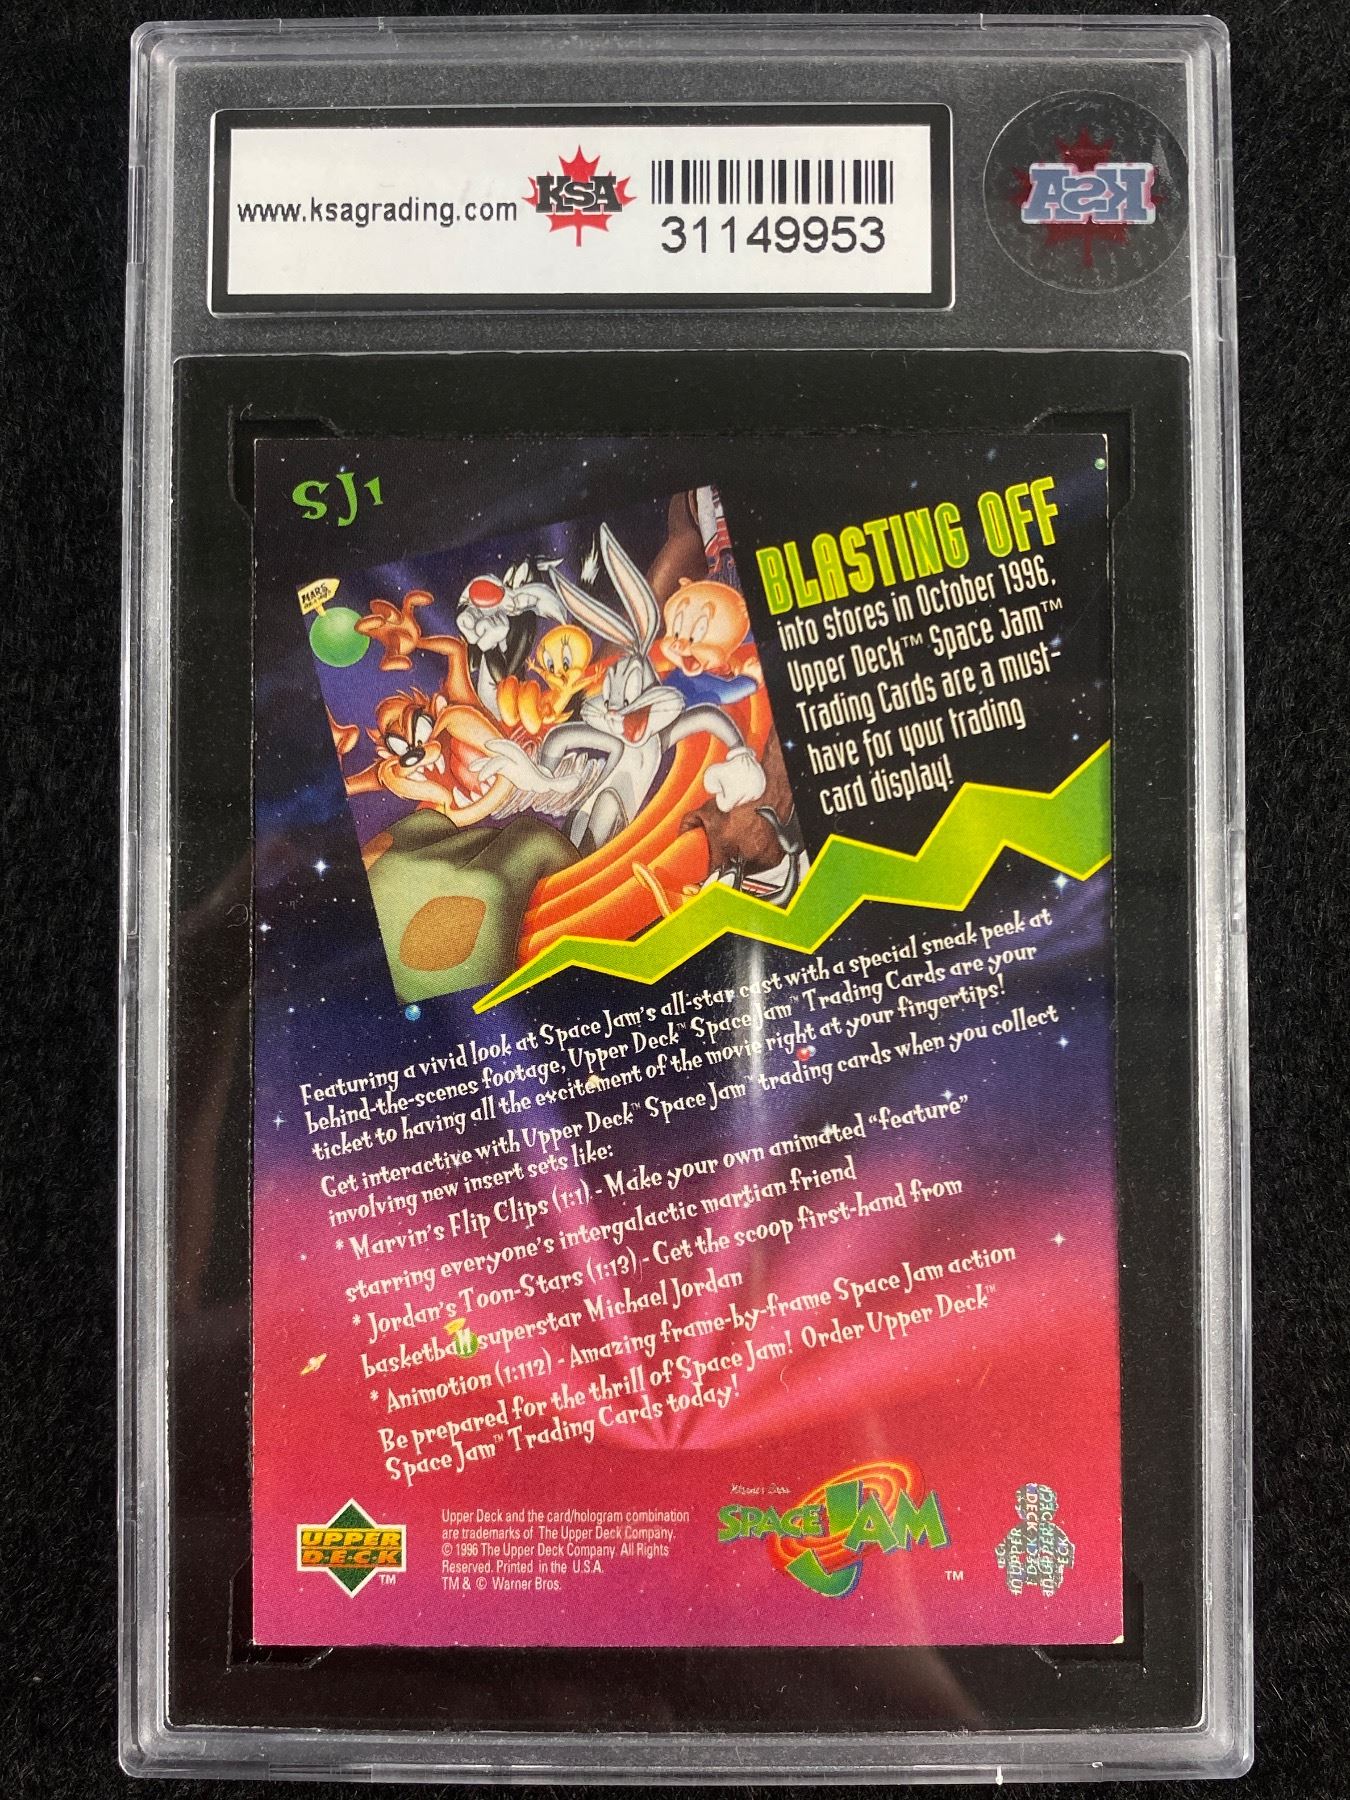 www.ksagrading.com
KSA
31149953
KSA
SJ1
MARS
BLASTING OFF
into stores in October 1996,
Upper Deck™ Space Jam™
Trading Cards are a must-
have for your trading
card display!
Featuring a vivid look at Space Jam's all-star cast with a special sneak peek at
behind-the-scenes footage, Upper Deck™ Space Jam™ Trading Cards are your
ticket to having all the excitement of the movie right at your fingertips!
Get interactive with Upper Deck™ Space Jam™ trading cards when you collect
involving new insert sets like:
* Marvin's Flip Clips (1:1) - Make your own animated “feature”
starring everyone's intergalactic martian friend
* Jordan's Toon-Stars (1:13) - Get the scoop first-hand from
basketball superstar Michael Jordan
* Animotion (1:112) - Amazing frame-by-frame Space Jam action
Be prepared for the thrill of Space Jam! Order Upper Deck™
Space Jam™ Trading Cards today!
UPPER
D.E.C.K
TM
Upper Deck and the card/hologram combination
are trademarks of The Upper Deck Company.
© 1996 The Upper Deck Company. All Rights
Reserved. Printed in the U.S.A.
TM & © Warner Bros.
Warner Bros.
SPACE JAM
TM
UPPER DECK